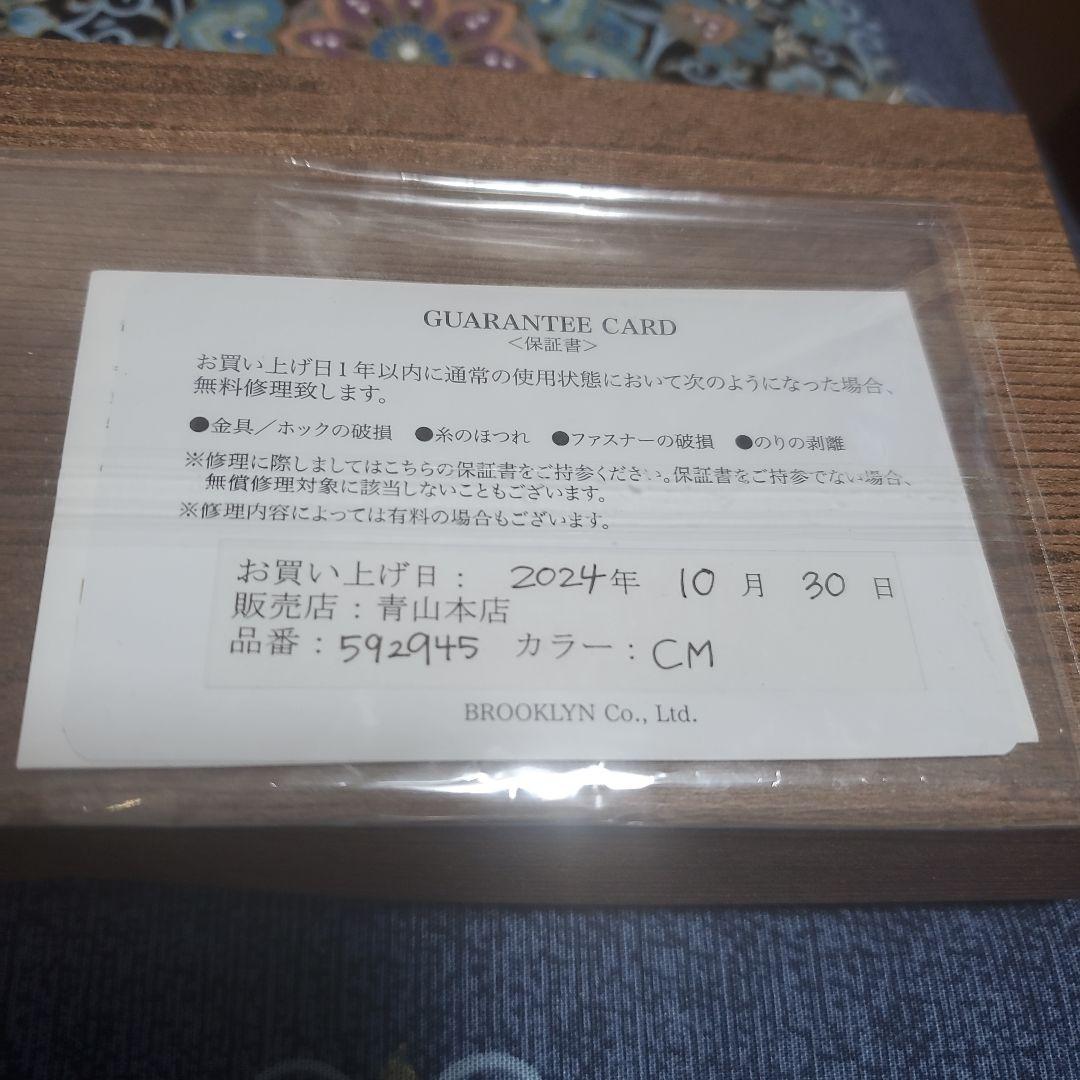 GUARANTEE CARD
<保証書>
お買い上げ日1年以内に通常の使用状態において次のようになった場合、
無料修理致します。
●金具／ホックの破損 ●糸のほつれ ●ファスナーの破損 ●のりの剥離
※修理に際しましてはこちらの保証書をご持参ください。保証書をご持参でない場合、
無償修理対象に該当しないこともございます。
※修理内容によっては有料の場合もございます。
お買い上げ日： 2024年 10月 30日
販売店：青山本店
品番：592945 カラー：CM
BROOKLYN Co., Ltd.